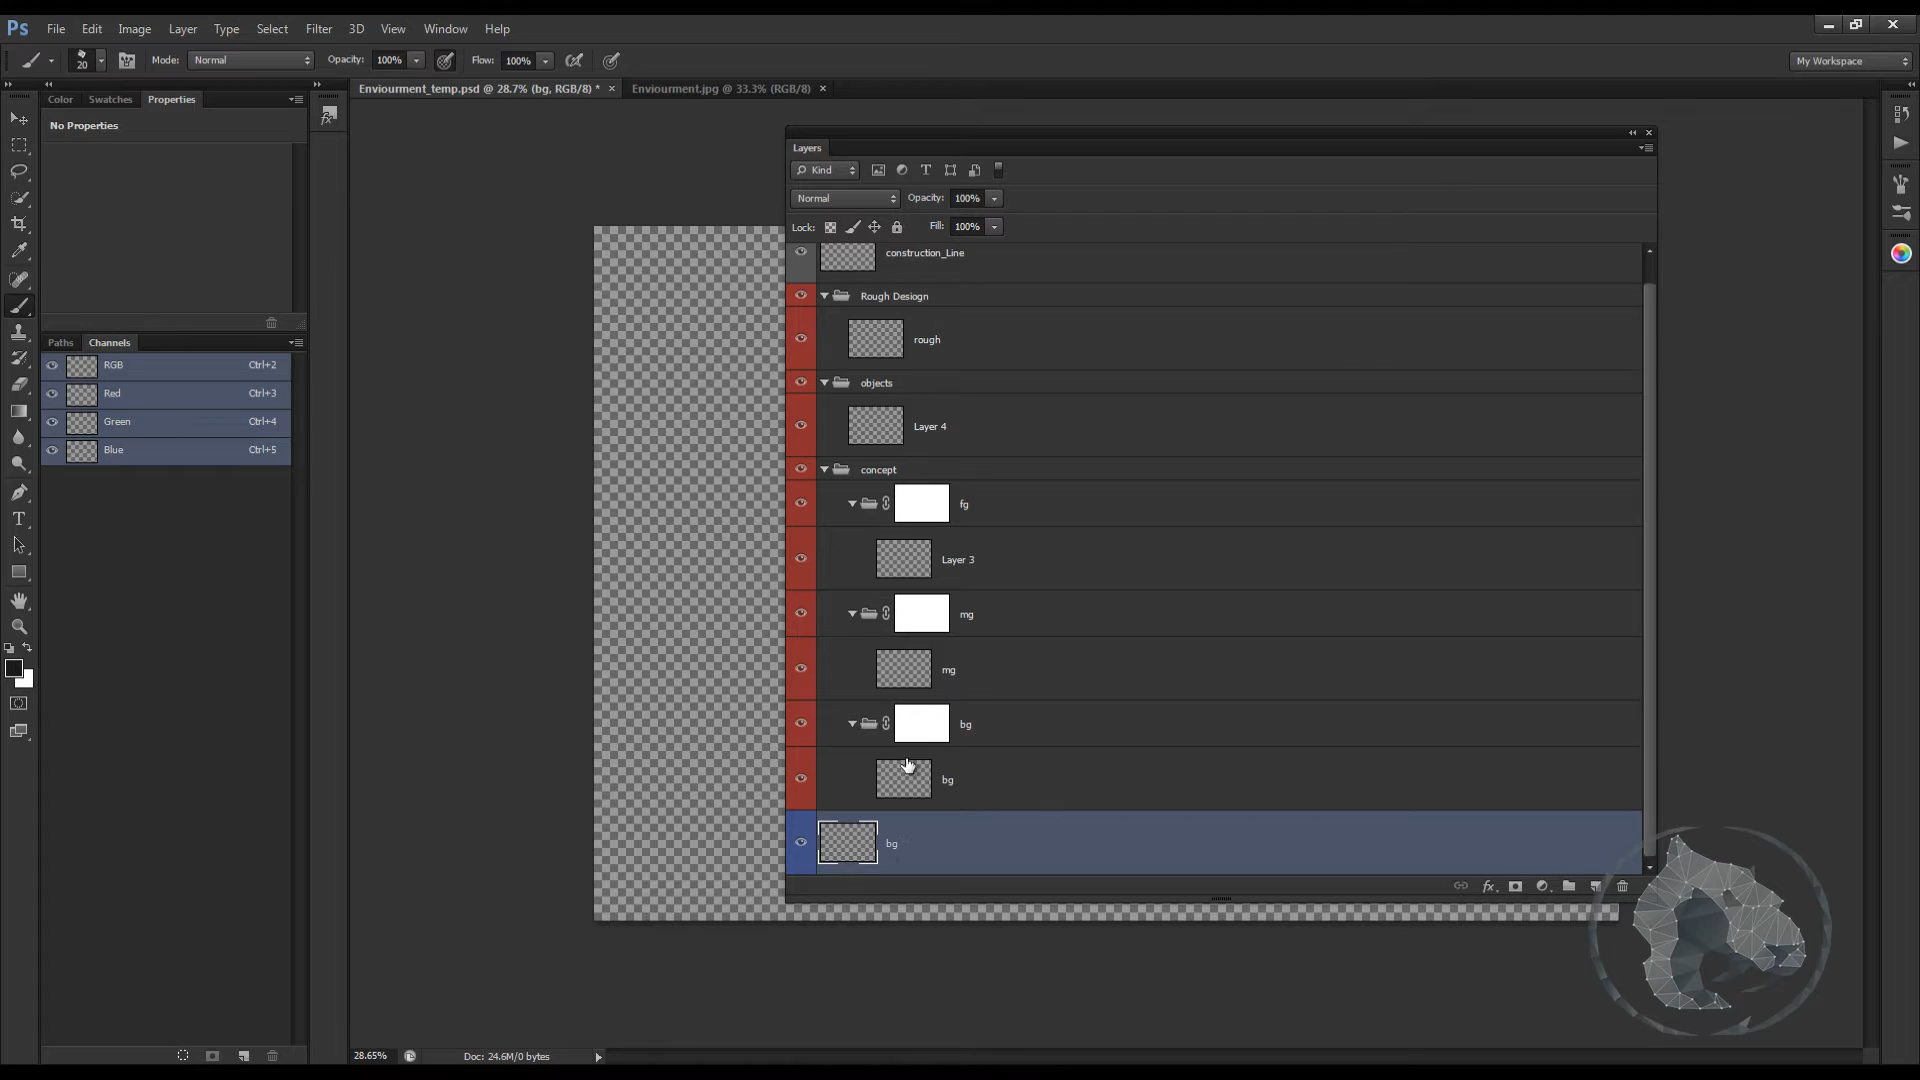 Ps File Edit Image Layer Type Select Filter 3D View Window Help
20 Mode: Normal Opacity: 100% Flow: 100% My Workspace
Color Swatches Properties
Enviourment_temp.psd @ 28.7% (bg, RGB/8) * Enviourment.jpg @ 33.3% (RGB/8)
No Properties
Paths Channels
RGB Ctrl+2
Red Ctrl+3
Green Ctrl+4
Blue Ctrl+5
Layers
Kind
Normal Opacity: 100%
Lock: Fill: 100%
construction_Line
Rough Desiogn
rough
objects
Layer 4
concept
fg
Layer 3
mg
mg
bg
bg
bg
28.65% Doc: 24.6M/0 bytes